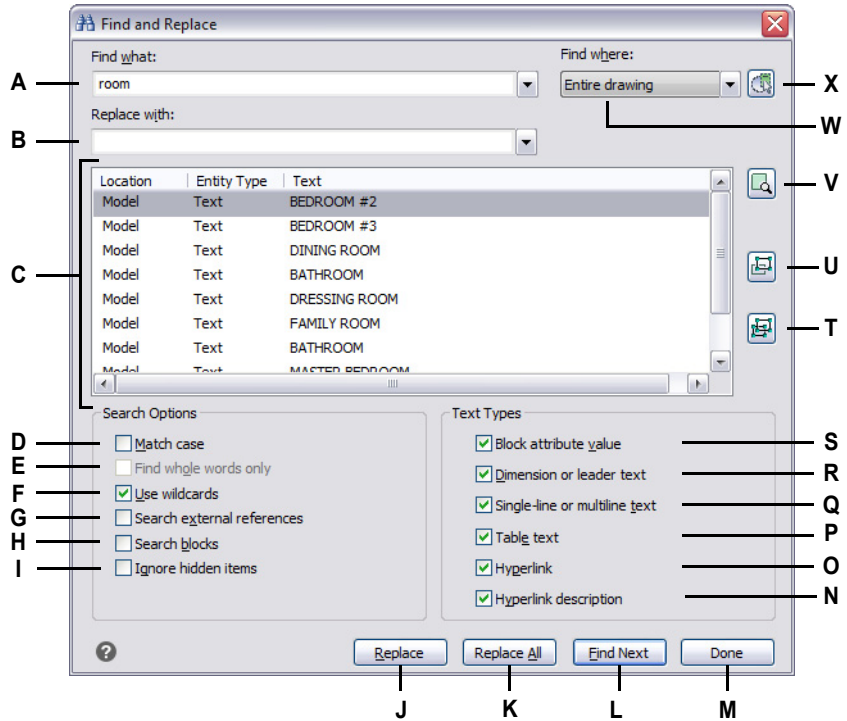 Find and Replace
Find what:
Find where:
A
room
Entire drawing
X
W
Replace with:
B
Location Entity Type Text
V
Model Text BEDROOM #2
Model Text BEDROOM #3
Model Text DINING ROOM
U
C
Model Text BATHROOM
Model Text DRESSING ROOM
Model Text FAMILY ROOM
T
Model Text BATHROOM
Model Text MASTER BEDROOM
Search Options
Text Types
D
Match case
Block attribute value
S
E
Find whole words only
Dimension or leader text
R
F
Use wildcards
Single-line or multiline text
Q
G
Search external references
Table text
P
H
Search blocks
Hyperlink
O
I
Ignore hidden items
Hyperlink description
N
?
Replace
Replace All
Find Next
Done
J
K
L
M